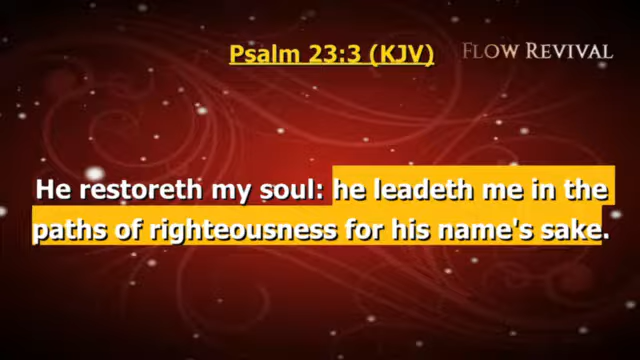 Psalm 23:3 (KJV)
FLOW REVIVAL
He restoreth my soul: he leadeth me in the
paths of righteousness for his name's sake.